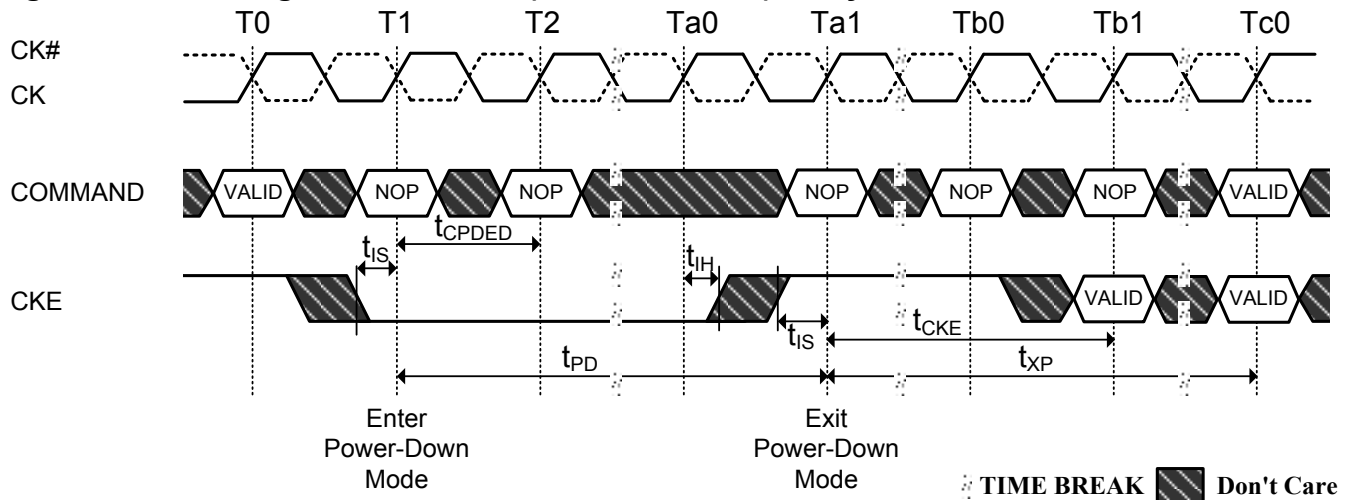 T0 T1 T2 Ta0 Ta1 Tb0 Tb1 Tc0
CK#
CK
COMMAND VALID NOP NOP NOP NOP NOP VALID
tIS tCPDED tIH
CKE VALID VALID
tIS tCKE
tPD tXP
Enter
Power-Down
Mode
Exit
Power-Down
Mode
TIME BREAK Don't Care